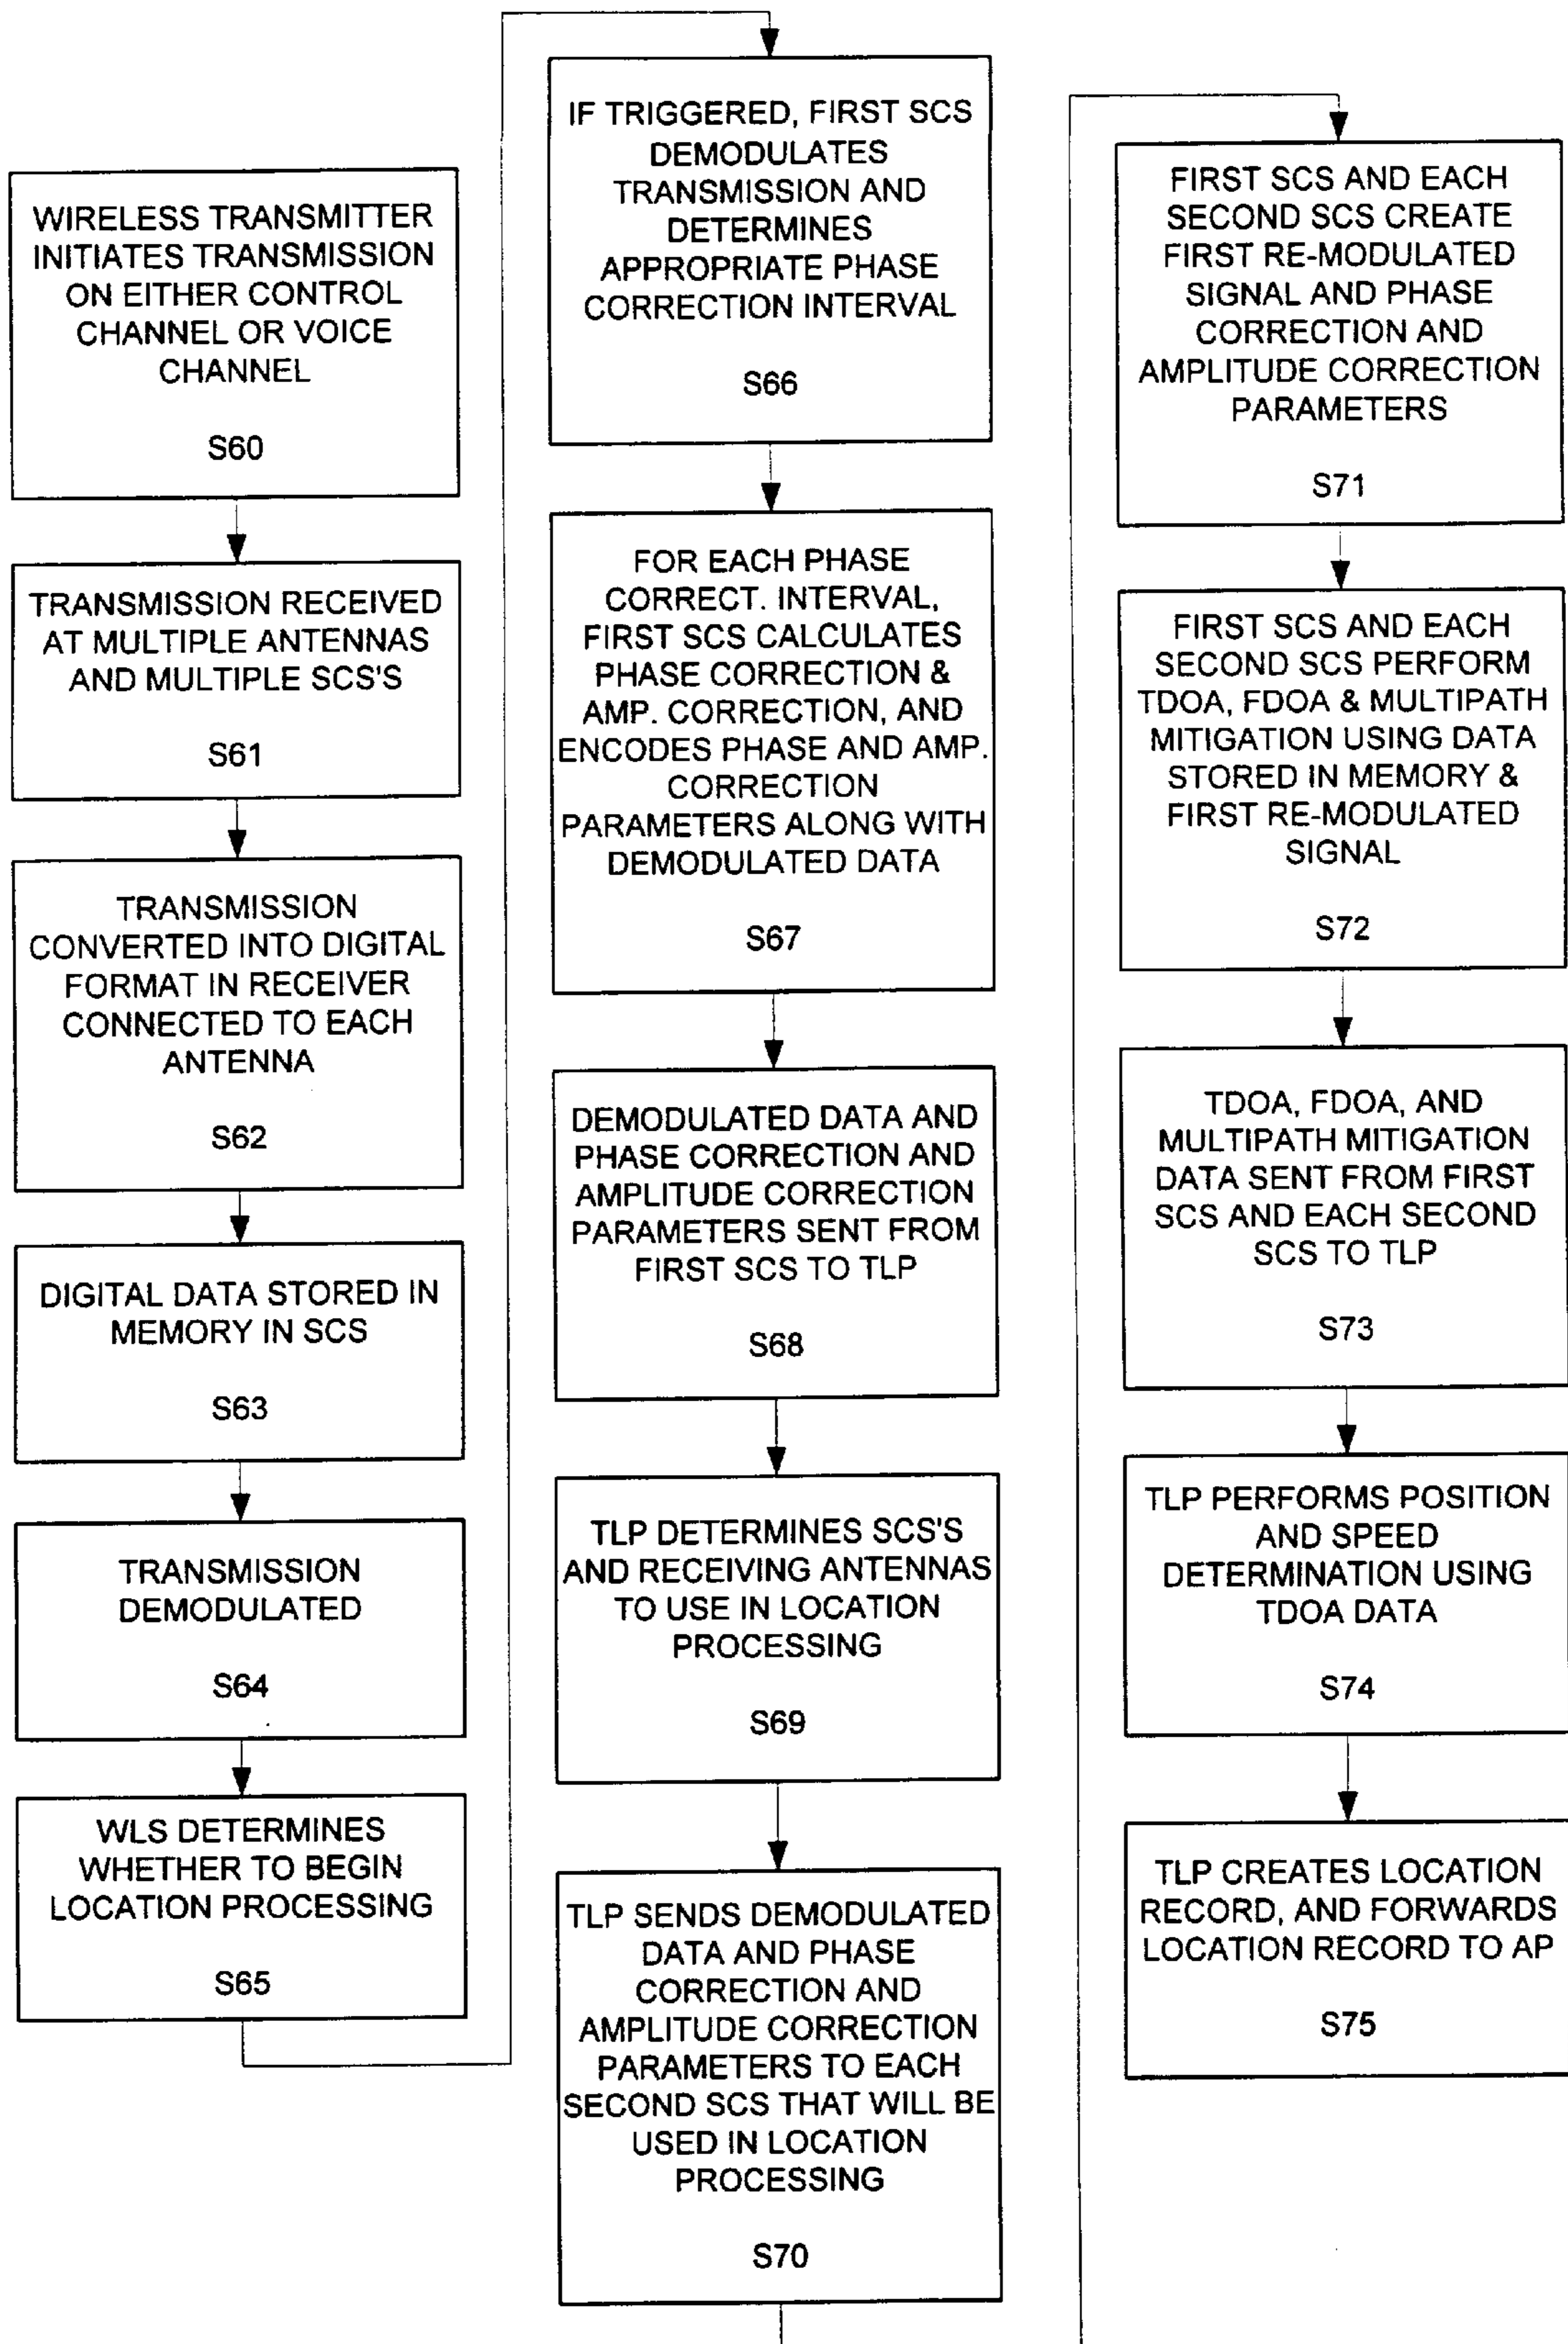 WIRELESS TRANSMITTER
INITIATES TRANSMISSION
ON EITHER CONTROL
CHANNEL OR VOICE
CHANNEL
S60
TRANSMISSION RECEIVED
AT MULTIPLE ANTENNAS
AND MULTIPLE SCS'S
S61
TRANSMISSION
CONVERTED INTO DIGITAL
FORMAT IN RECEIVER
CONNECTED TO EACH
ANTENNA
S62
DIGITAL DATA STORED IN
MEMORY IN SCS
S63
TRANSMISSION
DEMODULATED
S64
WLS DETERMINES
WHETHER TO BEGIN
LOCATION PROCESSING
S65
IF TRIGGERED, FIRST SCS
DEMODULATES
TRANSMISSION AND
DETERMINES
APPROPRIATE PHASE
CORRECTION INTERVAL
S66
FOR EACH PHASE
CORRECT. INTERVAL,
FIRST SCS CALCULATES
PHASE CORRECTION &
AMP. CORRECTION, AND
ENCODES PHASE AND AMP.
CORRECTION
PARAMETERS ALONG WITH
DEMODULATED DATA
S67
DEMODULATED DATA AND
PHASE CORRECTION AND
AMPLITUDE CORRECTION
PARAMETERS SENT FROM
FIRST SCS TO TLP
S68
TLP DETERMINES SCS'S
AND RECEIVING ANTENNAS
TO USE IN LOCATION
PROCESSING
S69
TLP SENDS DEMODULATED
DATA AND PHASE
CORRECTION AND
AMPLITUDE CORRECTION
PARAMETERS TO EACH
SECOND SCS THAT WILL BE
USED IN LOCATION
PROCESSING
S70
FIRST SCS AND EACH
SECOND SCS CREATE
FIRST RE-MODULATED
SIGNAL AND PHASE
CORRECTION AND
AMPLITUDE CORRECTION
PARAMETERS
S71
FIRST SCS AND EACH
SECOND SCS PERFORM
TDOA, FDOA & MULTIPATH
MITIGATION USING DATA
STORED IN MEMORY &
FIRST RE-MODULATED
SIGNAL
S72
TDOA, FDOA, AND
MULTIPATH MITIGATION
DATA SENT FROM FIRST
SCS AND EACH SECOND
SCS TO TLP
S73
TLP PERFORMS POSITION
AND SPEED
DETERMINATION USING
TDOA DATA
S74
TLP CREATES LOCATION
RECORD, AND FORWARDS
LOCATION RECORD TO AP
S75